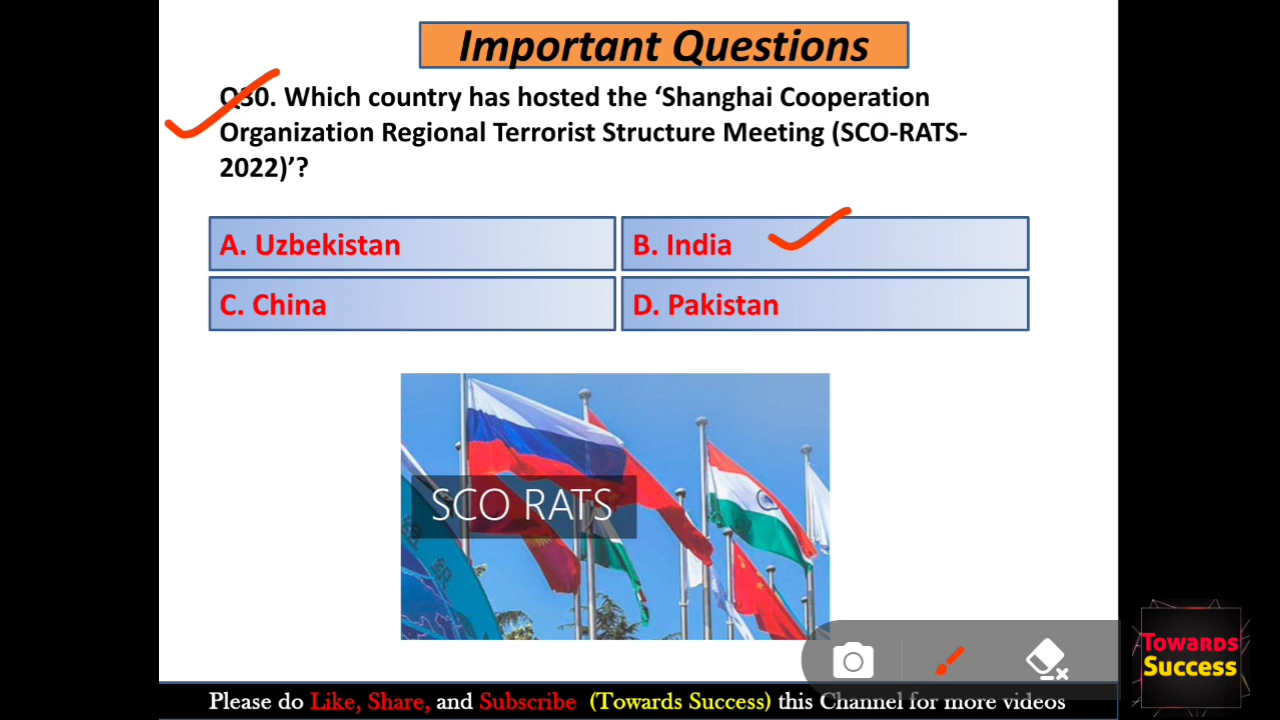 Important Questions
Q30. Which country has hosted the ‘Shanghai Cooperation
Organization Regional Terrorist Structure Meeting (SCO-RATS-
2022)’?
A. Uzbekistan
B. India
C. China
D. Pakistan
SCO RATS
Towards
Success
Please do Like, Share, and Subscribe (Towards Success) this Channel for more videos